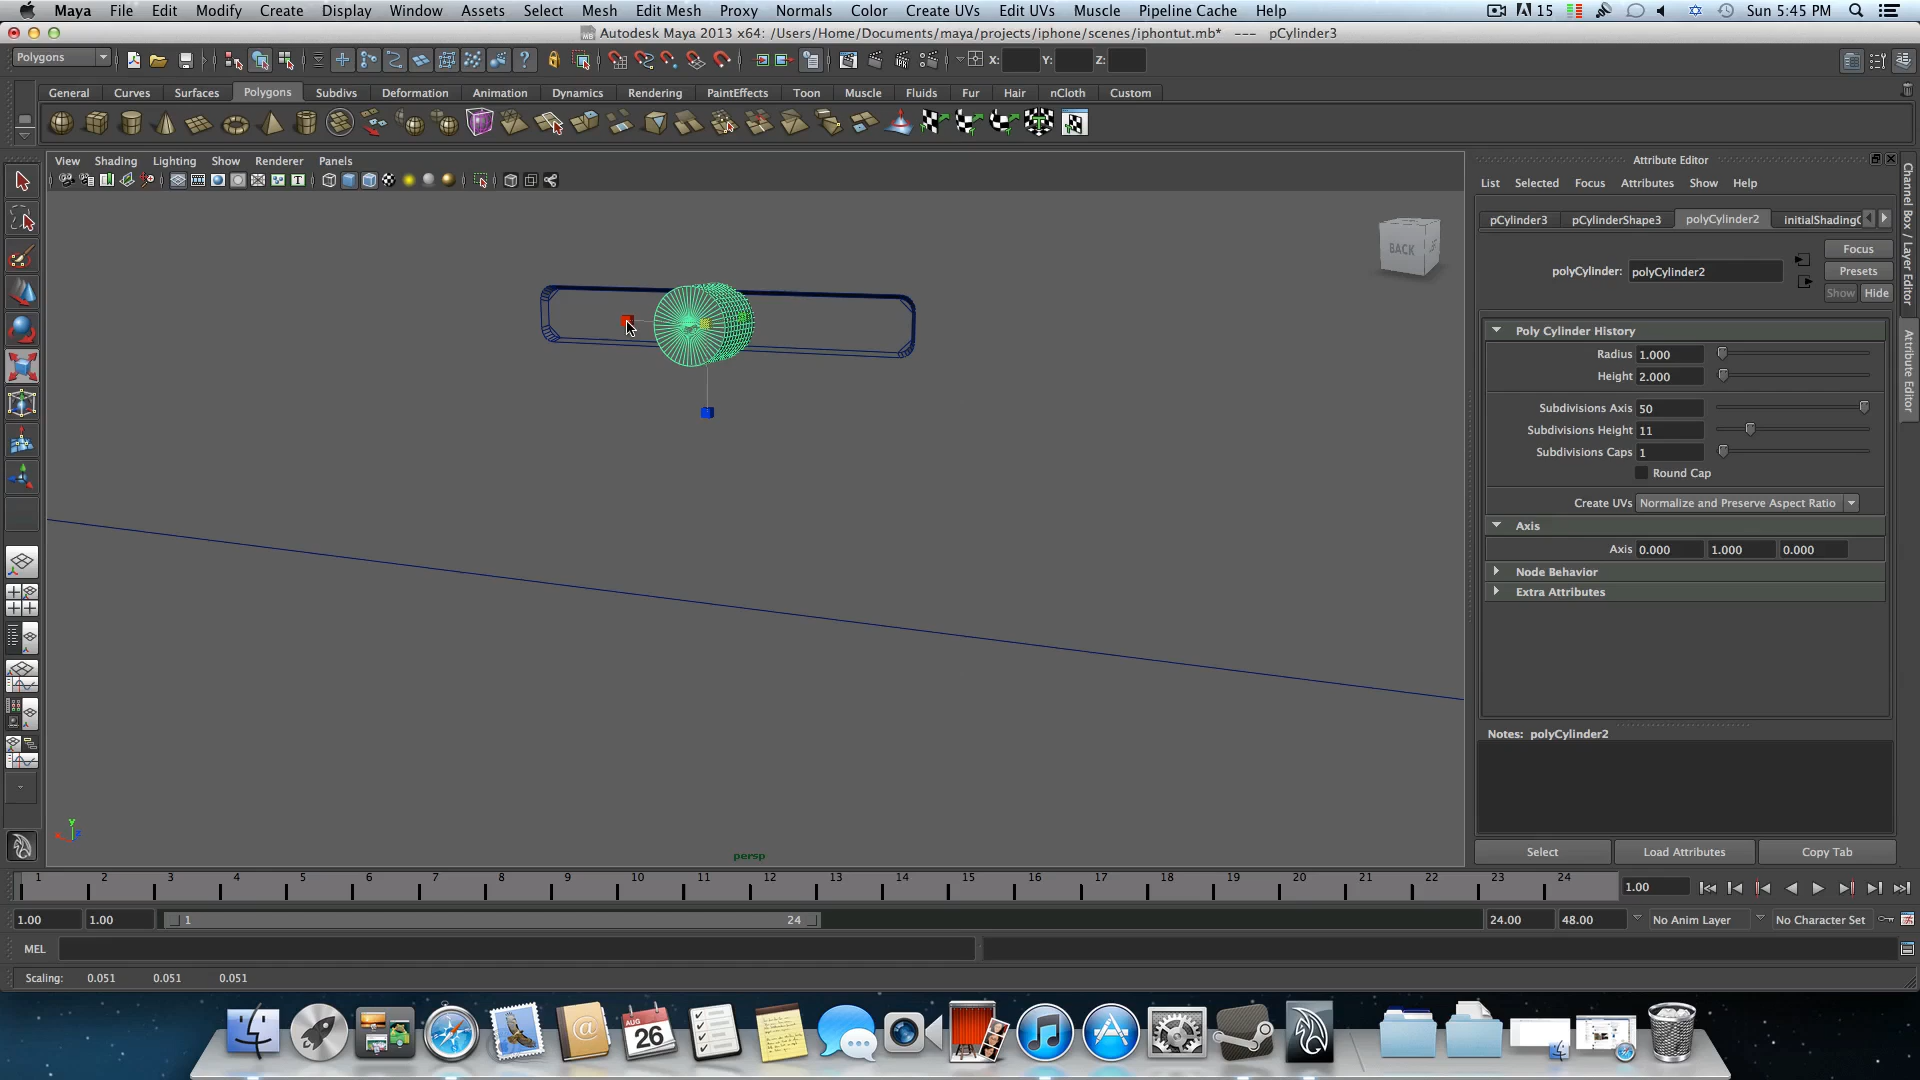 Maya File Edit Modify Create Display Window Assets Select Mesh Edit Mesh Proxy Normals Color Create UVs Edit UVs Muscle Pipeline Cache Help 15 Sun 5:45 PM
Autodesk Maya 2013 x64: /Users/Home/Documents/maya/projects/iphone/scenes/iphontut.mb* --- pCylinder3
Polygons X: Y: Z:
General Curves Surfaces Polygons Subdivs Deformation Animation Dynamics Rendering PaintEffects Toon Muscle Fluids Fur Hair nCloth Custom
View Shading Lighting Show Renderer Panels
Attribute Editor
List Selected Focus Attributes Show Help
pCylinder3 pCylinderShape3 polyCylinder2 initialShadingG
Focus
polyCylinder: polyCylinder2 Presets
Show Hide
Poly Cylinder History
Radius 1.000
Height 2.000
Subdivisions Axis 50
Subdivisions Height 11
Subdivisions Caps 1
Round Cap
Create UVs Normalize and Preserve Aspect Ratio
Axis
Axis 0.000 1.000 0.000
Node Behavior
Extra Attributes
Notes: polyCylinder2
Select Load Attributes Copy Tab
Channel Box / Layer Editor
Attribute Editor
BACK
y
persp
1 2 3 4 5 6 7 8 9 10 11 12 13 14 15 16 17 18 19 20 21 22 23 24 1.00
1.00 1.00 1 24 24.00 48.00 No Anim Layer No Character Set
MEL
Scaling: 0.051 0.051 0.051
AUG
26